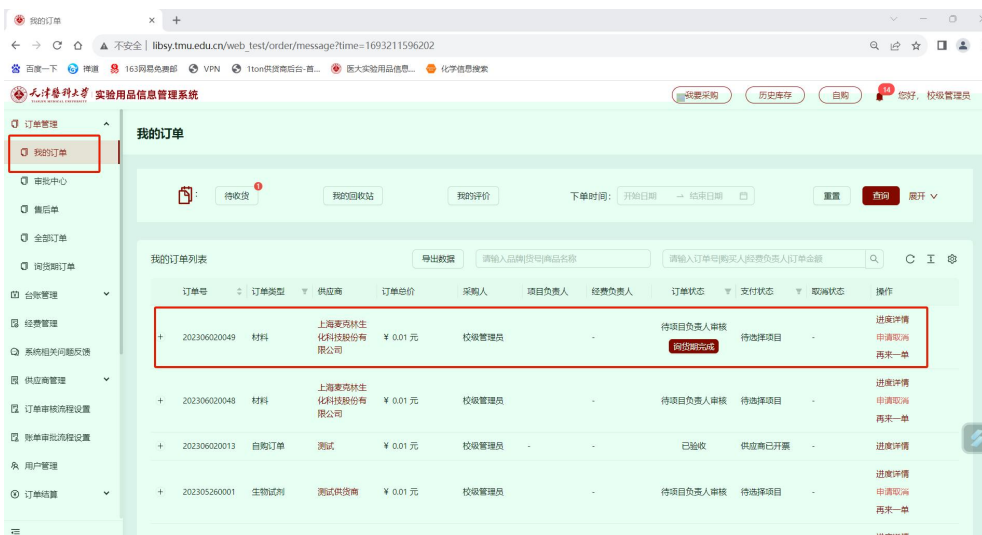 我的订单
不安全 | libsy.tmu.edu.cn/web_test/order/message?time=1693211596202
百度一下 禅道 163网易免费邮 VPN 1ton供货商后台-首... 医大实验用品信息... 化学信息搜索
天津医科大学 实验用品信息管理系统 我要采购 历史库存 自购 14 您好, 校级管理员
订单管理
我的订单
审批中心
售后单
全部订单
询货期订单
台账管理
经费管理
系统相关问题反馈
供应商管理
订单审核流程设置
账单审批流程设置
用户管理
订单结算
我的订单
: 待收货 1 我的回收站 我的评价 下单时间: 开始日期 → 结束日期 重置 查询 展开
我的订单列表 导出数据 请输入品牌|货号|商品名称 请输入订单号|购买人|经费负责人|订单金额
订单号 订单类型 供应商 订单总价 采购人 项目负责人 经费负责人 订单状态 支付状态 取消状态 操作
+ 202306020049 材料 上海麦克林生化科技股份有限公司 ¥ 0.01 元 校级管理员 - 待项目负责人审核 询货期完成 待选择项目 - 进度详情 申请取消 再来一单
+ 202306020048 材料 上海麦克林生化科技股份有限公司 ¥ 0.01 元 校级管理员 - 待项目负责人审核 待选择项目 - 进度详情 申请取消 再来一单
+ 202306020013 自购订单 测试 ¥ 0.01 元 校级管理员 - - 已验收 供应商已开票 - 进度详情
+ 202305260001 生物试剂 测试供货商 ¥ 0.01 元 校级管理员 - 待项目负责人审核 待选择项目 - 进度详情 申请取消 再来一单